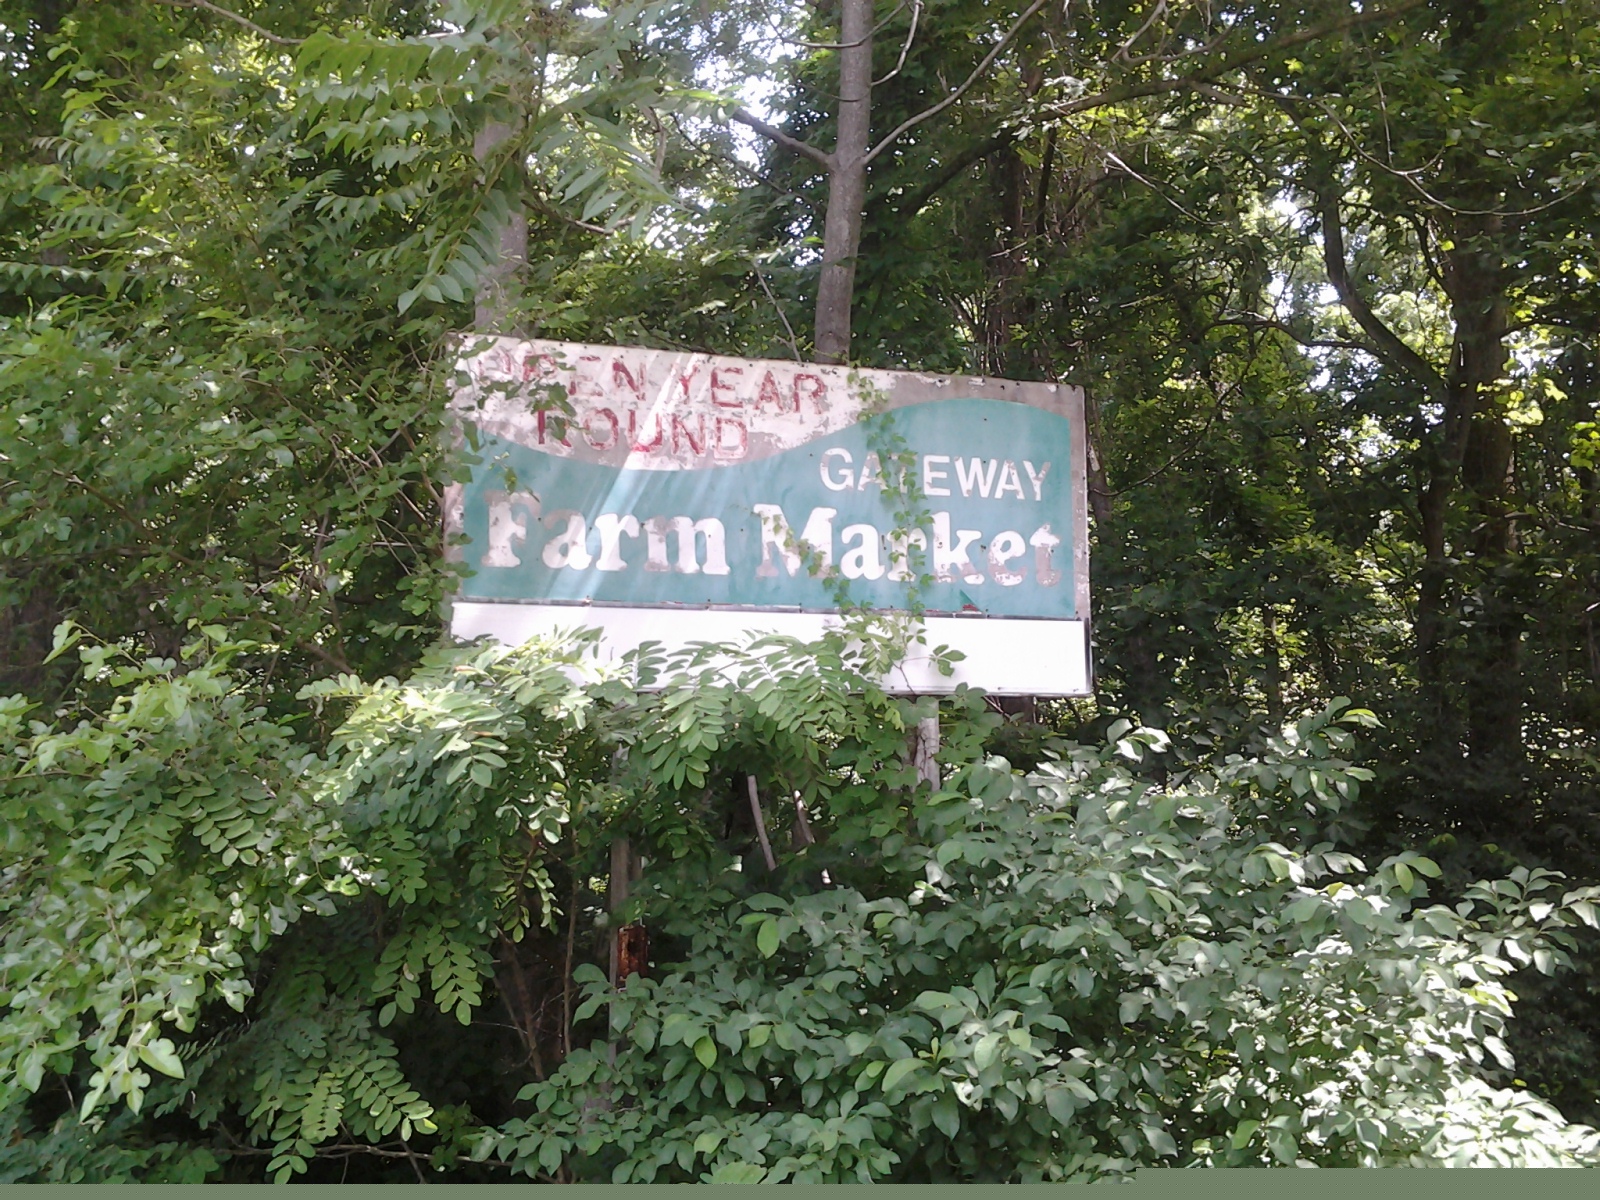 OPEN YEAR
ROUND
GATEWAY
Farm Market